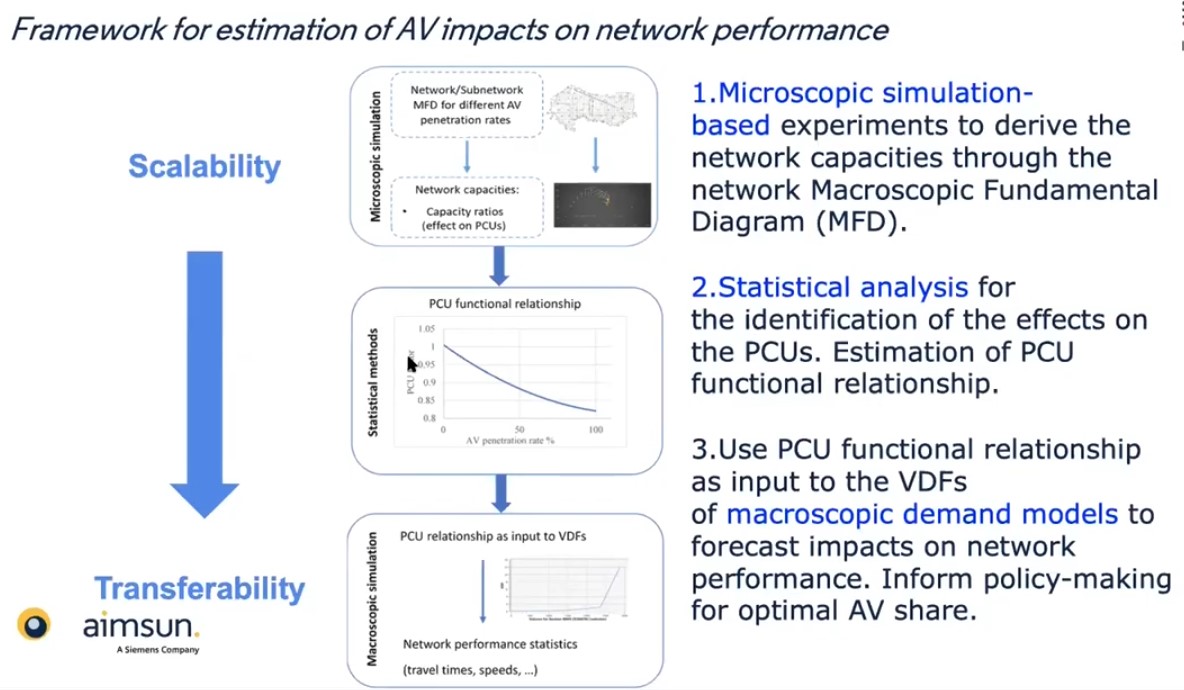 Framework for estimation of AV impacts on network performance
Scalability
Transferability
aimsun.
A Siemens Company
Microscopic simulation
Network/Subnetwork
MFD for different AV
penetration rates
Network capacities:
• Capacity ratios
(effect on PCUs)
Statistical methods
PCU functional relationship
1.05
1
0.95
0.9
0.85
0.8
PCU
0
50
100
AV penetration rate %
Macroscopic simulation
PCU relationship as input to VDFs
Network performance statistics
(travel times, speeds, ...)
1.Microscopic simulation-
based experiments to derive the
network capacities through the
network Macroscopic Fundamental
Diagram (MFD).
2.Statistical analysis for
the identification of the effects on
the PCUs. Estimation of PCU
functional relationship.
3.Use PCU functional relationship
as input to the VDFs
of macroscopic demand models to
forecast impacts on network
performance. Inform policy-making
for optimal AV share.